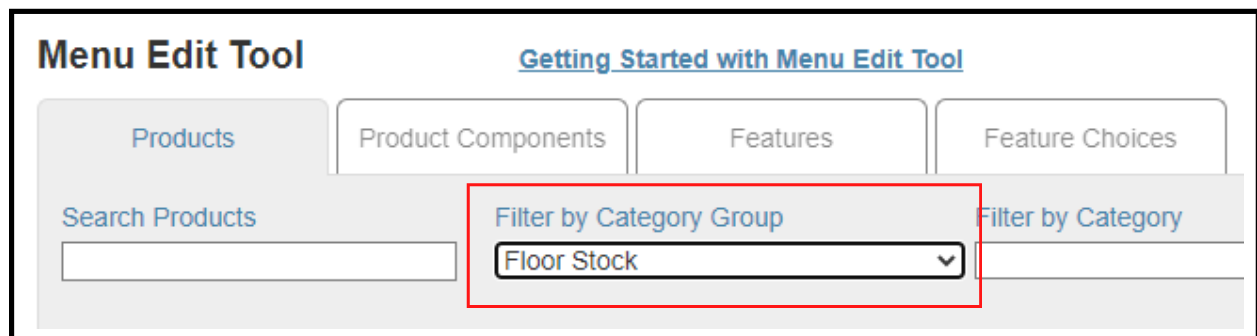 Menu Edit Tool
Getting Started with Menu Edit Tool
Products
Product Components
Features
Feature Choices
Search Products
Filter by Category Group
Filter by Category
Floor Stock